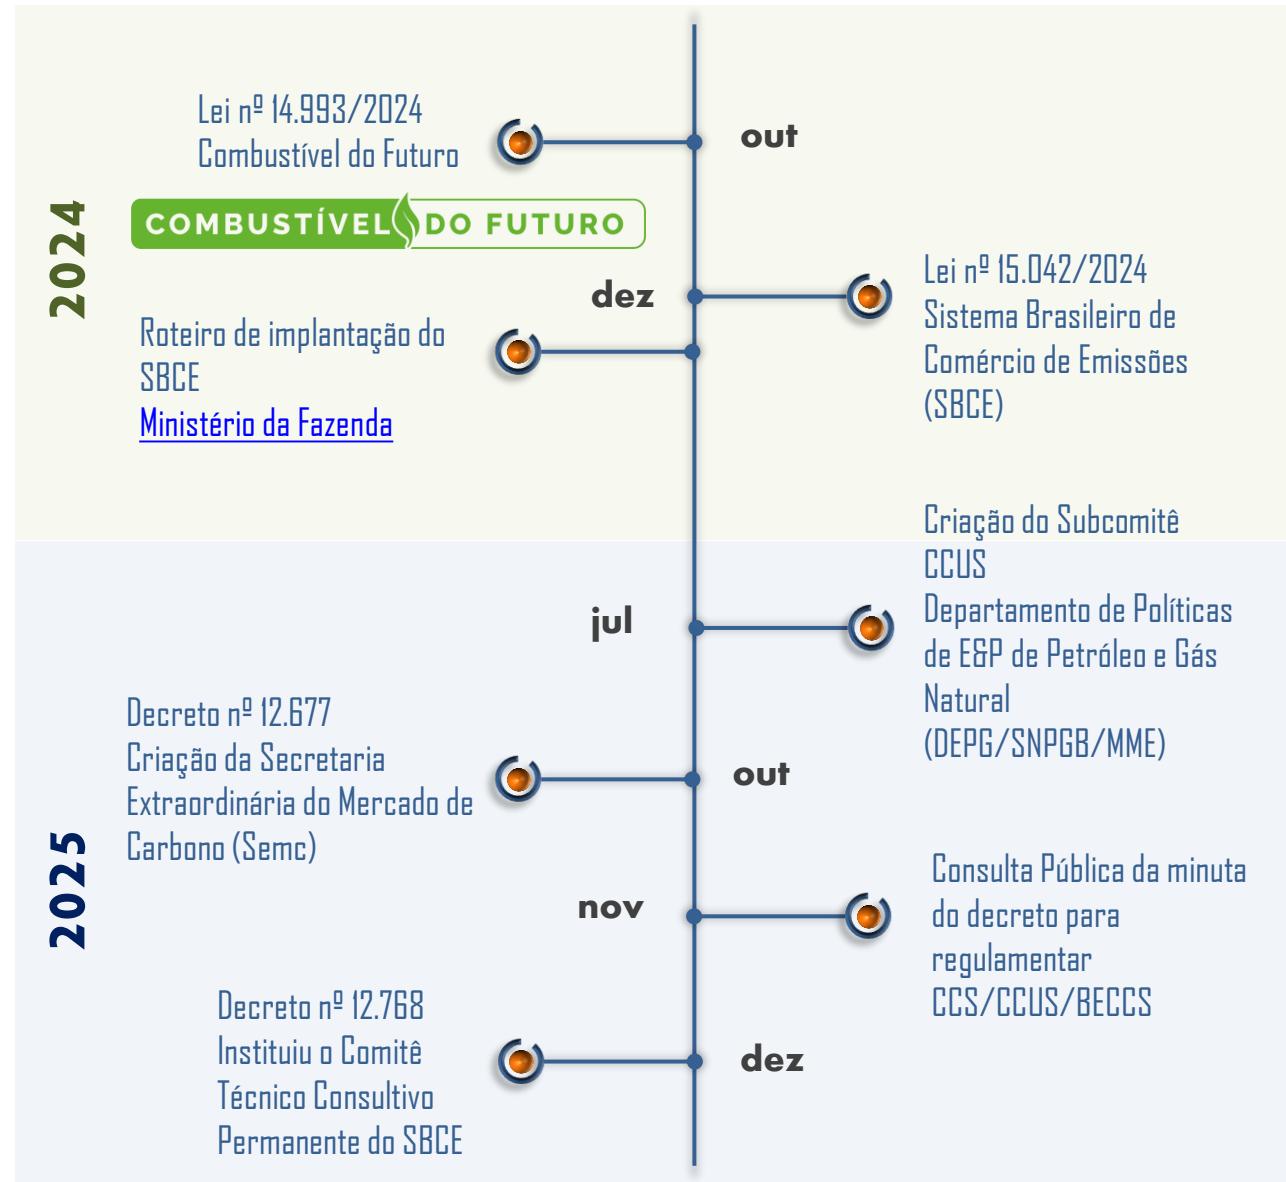 2024
Lei nº 14.993/2024
Combustível do Futuro
out
COMBUSTÍVEL DO FUTURO
dez
Lei nº 15.042/2024
Sistema Brasileiro de
Comércio de Emissões
(SBCE)
Roteiro de implantação do
SBCE
Ministério da Fazenda
2025
jul
Criação do Subcomitê
CCUS
Departamento de Políticas
de E&P de Petróleo e Gás
Natural
(DEPG/SNPGB/MME)
Decreto nº 12.677
Criação da Secretaria
Extraordinária do Mercado de
Carbono (Semc)
out
nov
Consulta Pública da minuta
do decreto para
regulamentar
CCS/CCUS/BECCS
Decreto nº 12.768
Instituiu o Comitê
Técnico Consultivo
Permanente do SBCE
dez